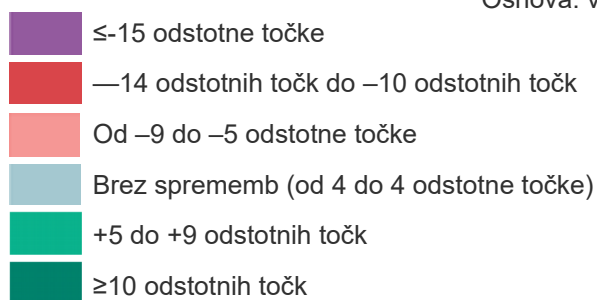 Osnova: v
≤-15 odstotne točke
—14 odstotnih točk do –10 odstotnih točk
Od –9 do –5 odstotne točke
Brez sprememb (od 4 do 4 odstotne točke)
+5 do +9 odstotnih točk
≥10 odstotnih točk